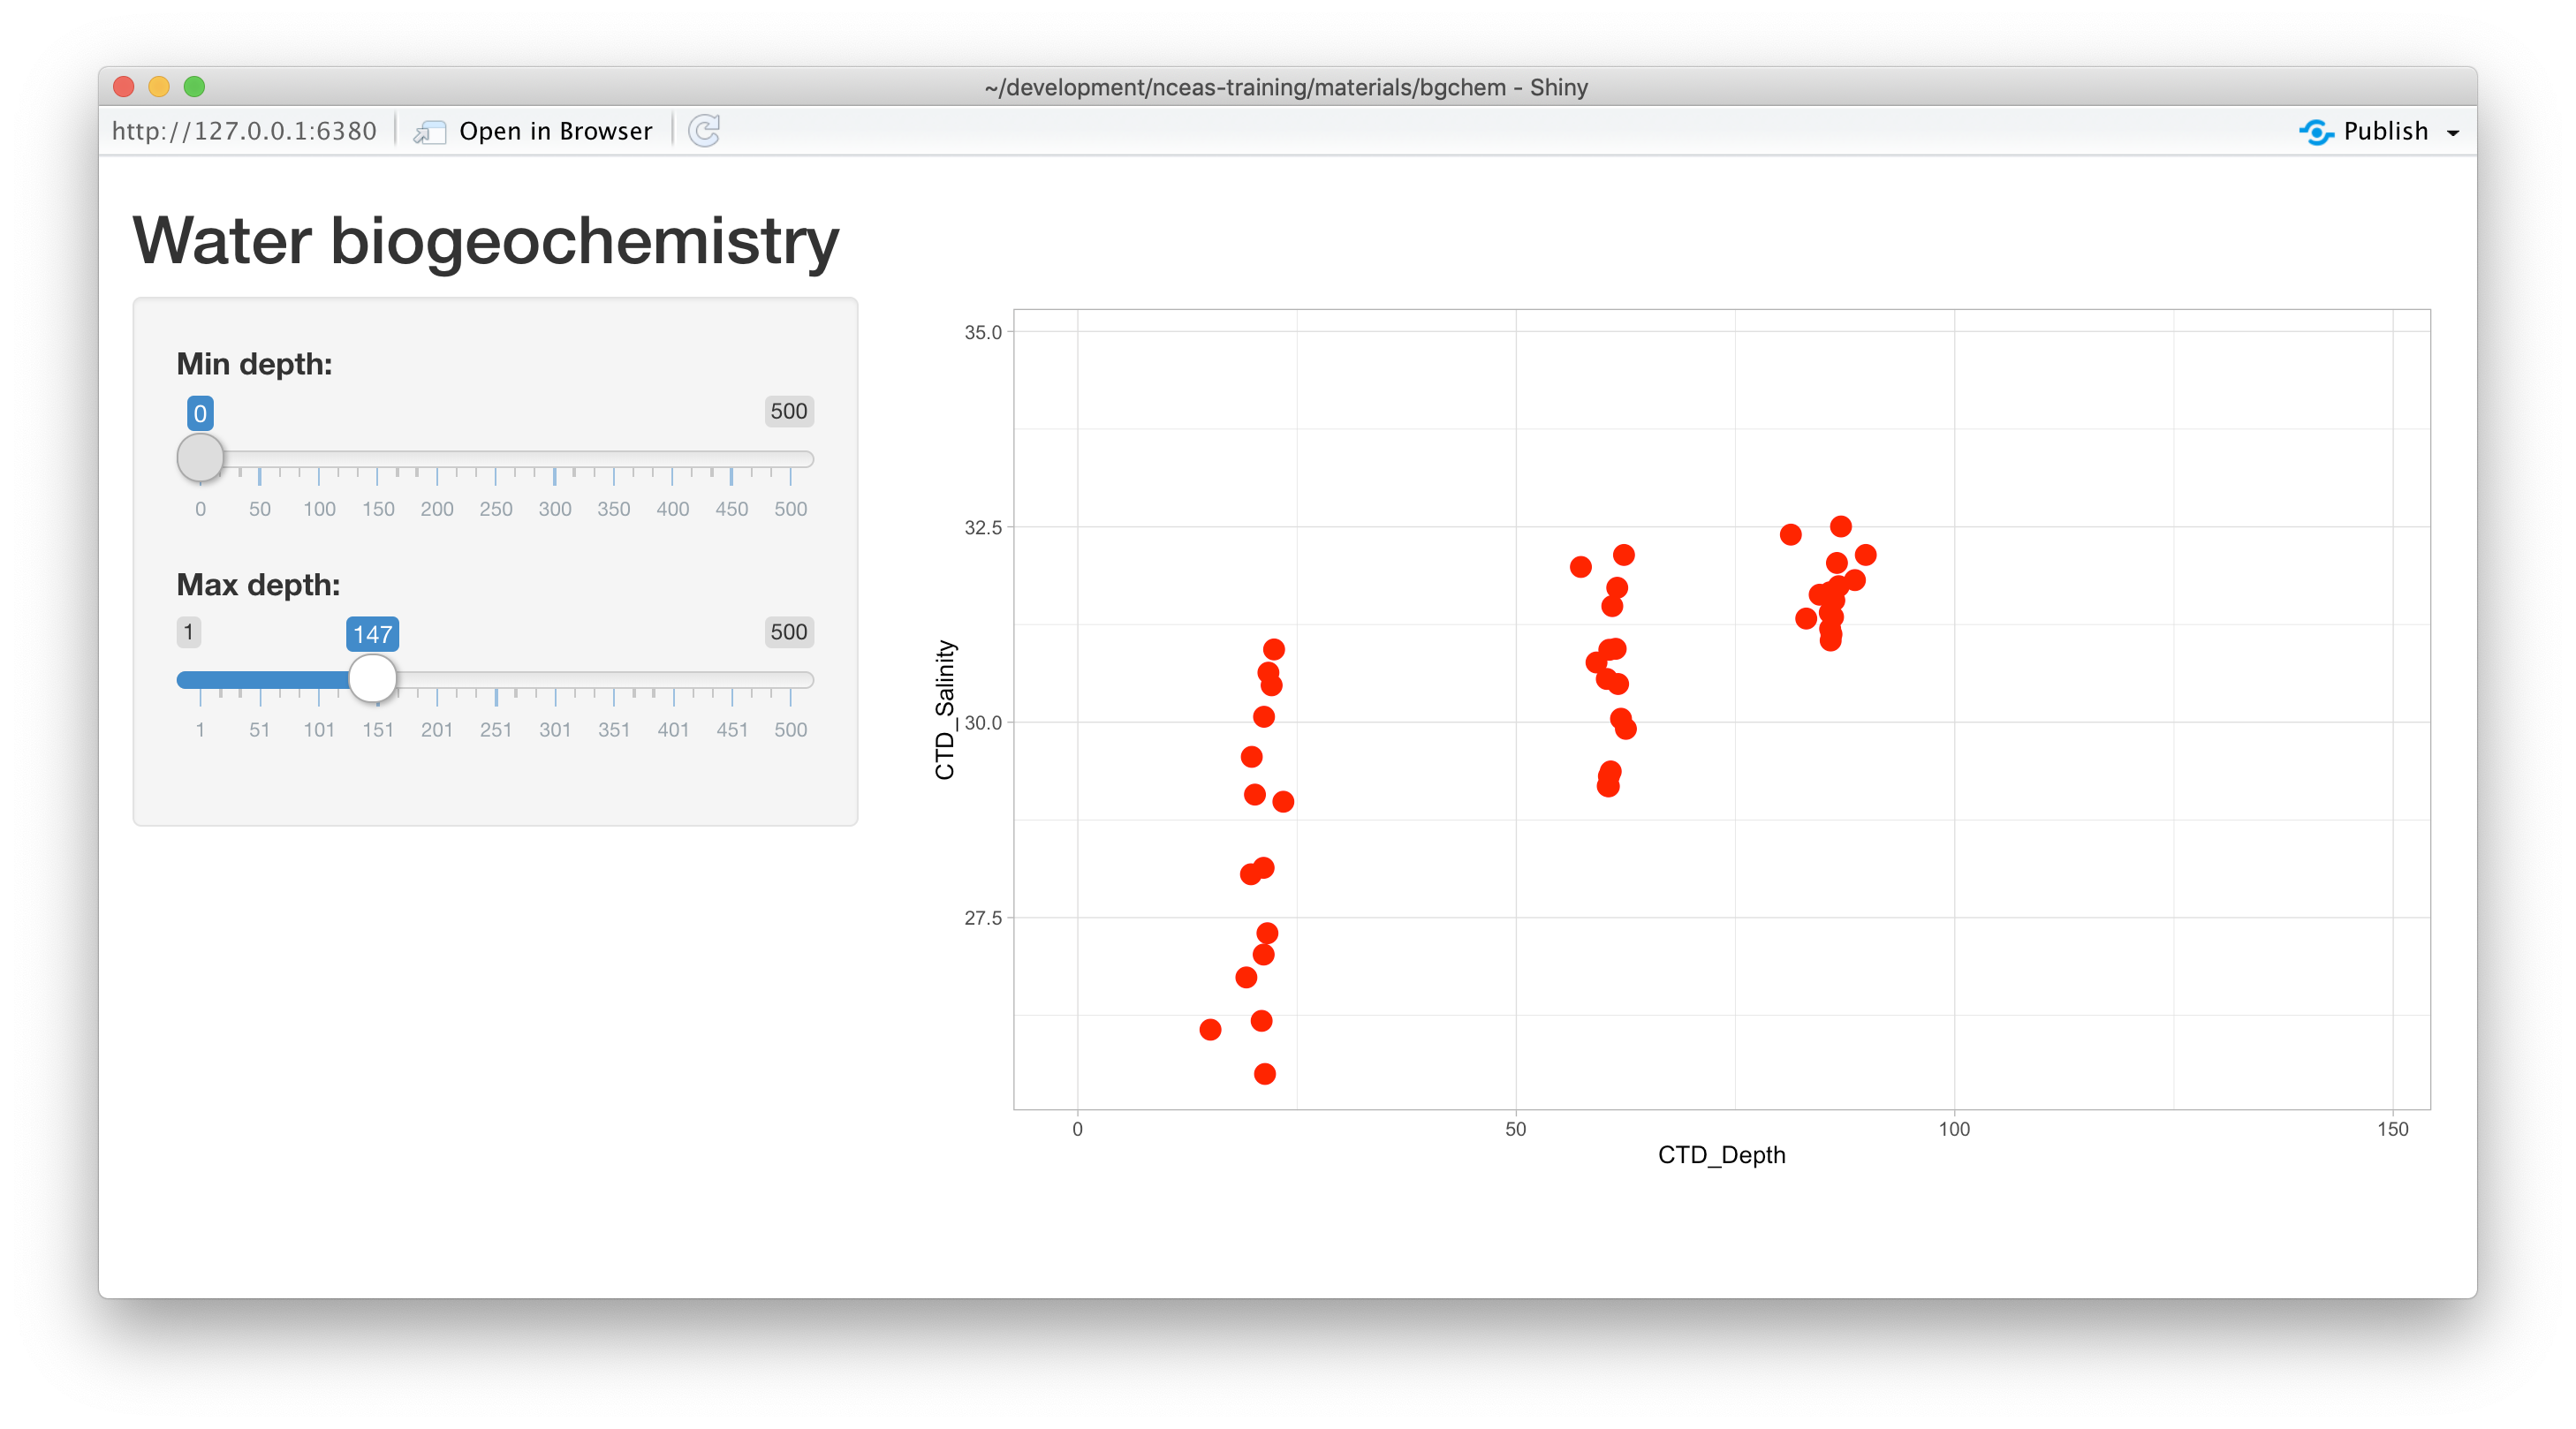 ~/development/nceas-training/materials/bgchem - Shiny
http://127.0.0.1:6380 Open in Browser Publish
Water biogeochemistry
Min depth:
0 500
0 50 100 150 200 250 300 350 400 450 500
Max depth:
1 147 500
1 51 101 151 201 251 301 351 401 451 500
CTD_Salinity
35.0
32.5
30.0
27.5
0 50 100 150
CTD_Depth